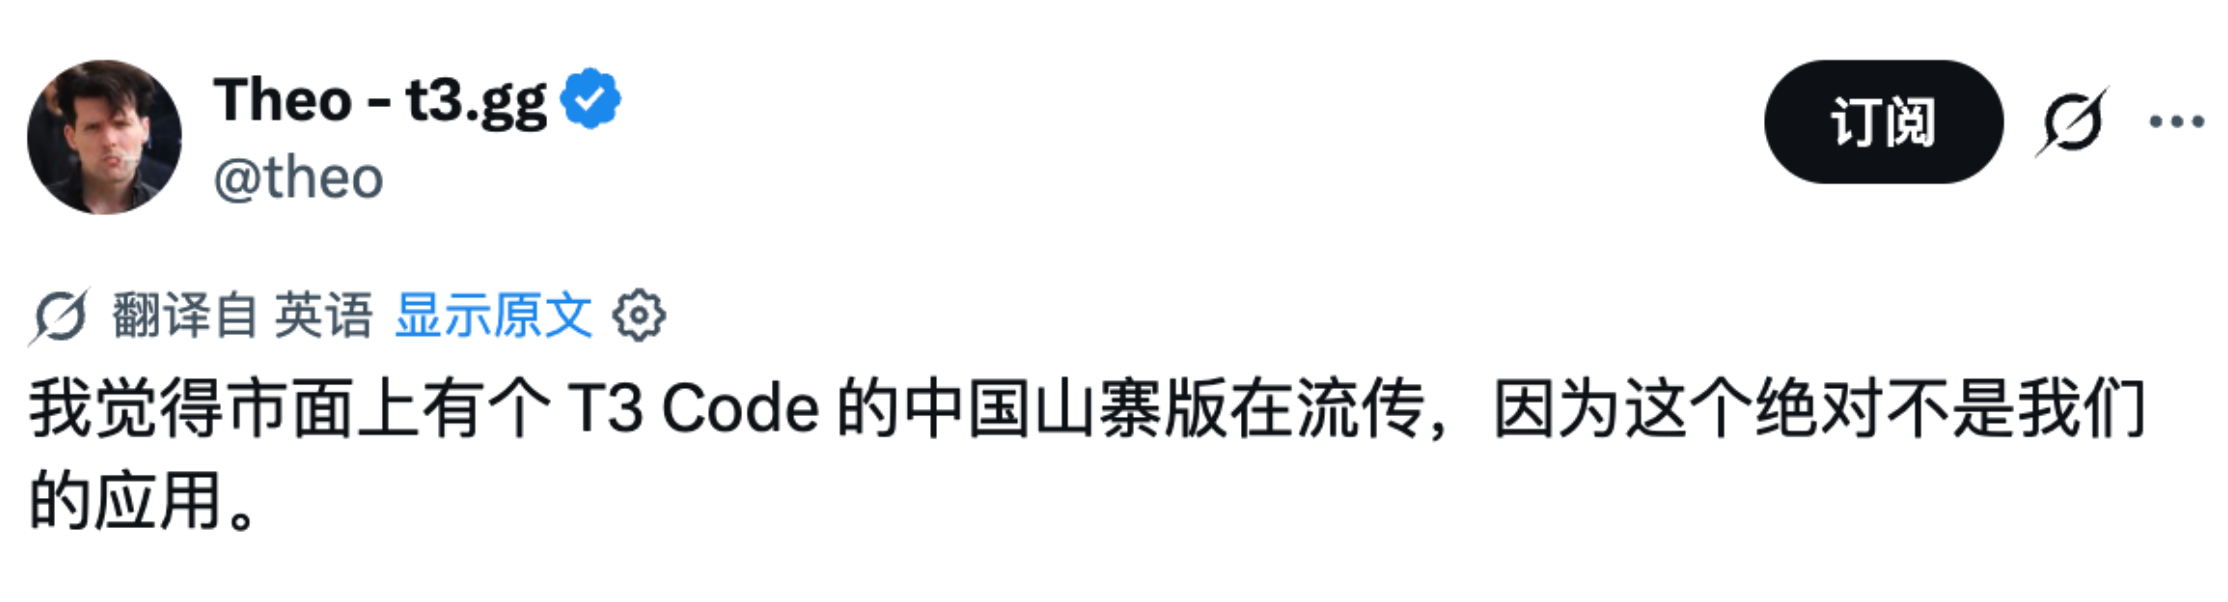 Theo - t3.gg
@theo
订阅
翻译自 英语 显示原文
我觉得市面上有个 T3 Code 的中国山寨版在流传，因为这个绝对不是我们
的应用。